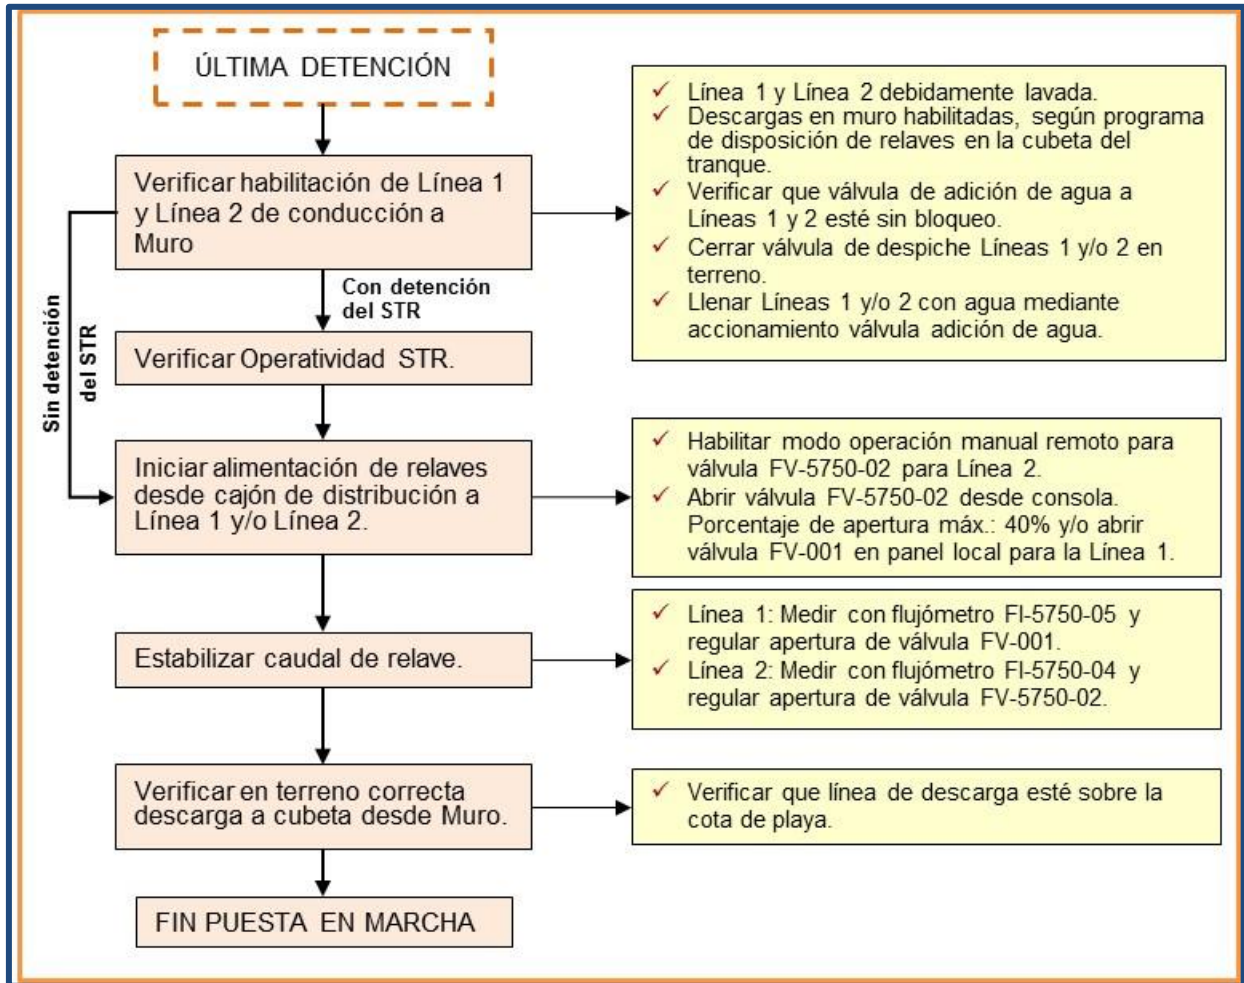 ÚLTIMA DETENCIÓN
Verificar habilitación de Línea 1
y Línea 2 de conducción a
Muro
✓ Línea 1 y Línea 2 debidamente lavada.
✓ Descargas en muro habilitadas, según programa
de disposición de relaves en la cubeta del
tranque.
✓ Verificar que válvula de adición de agua a
Líneas 1 y 2 esté sin bloqueo.
✓ Cerrar válvula de despiche Líneas 1 y/o 2 en
terreno.
✓ Llenar Líneas 1 y/o 2 con agua mediante
accionamiento válvula adición de agua.
Con detención
del STR
Sin detención
del STR
Verificar Operatividad STR.
Iniciar alimentación de relaves
desde cajón de distribución a
Línea 1 y/o Línea 2.
✓ Habilitar modo operación manual remoto para
válvula FV-5750-02 para Línea 2.
✓ Abrir válvula FV-5750-02 desde consola.
Porcentaje de apertura máx.: 40% y/o abrir
válvula FV-001 en panel local para la Línea 1.
Estabilizar caudal de relave.
✓ Línea 1: Medir con flujómetro FI-5750-05 y
regular apertura de válvula FV-001.
✓ Línea 2: Medir con flujómetro FI-5750-04 y
regular apertura de válvula FV-5750-02.
Verificar en terreno correcta
descarga a cubeta desde Muro.
✓ Verificar que línea de descarga esté sobre la
cota de playa.
FIN PUESTA EN MARCHA